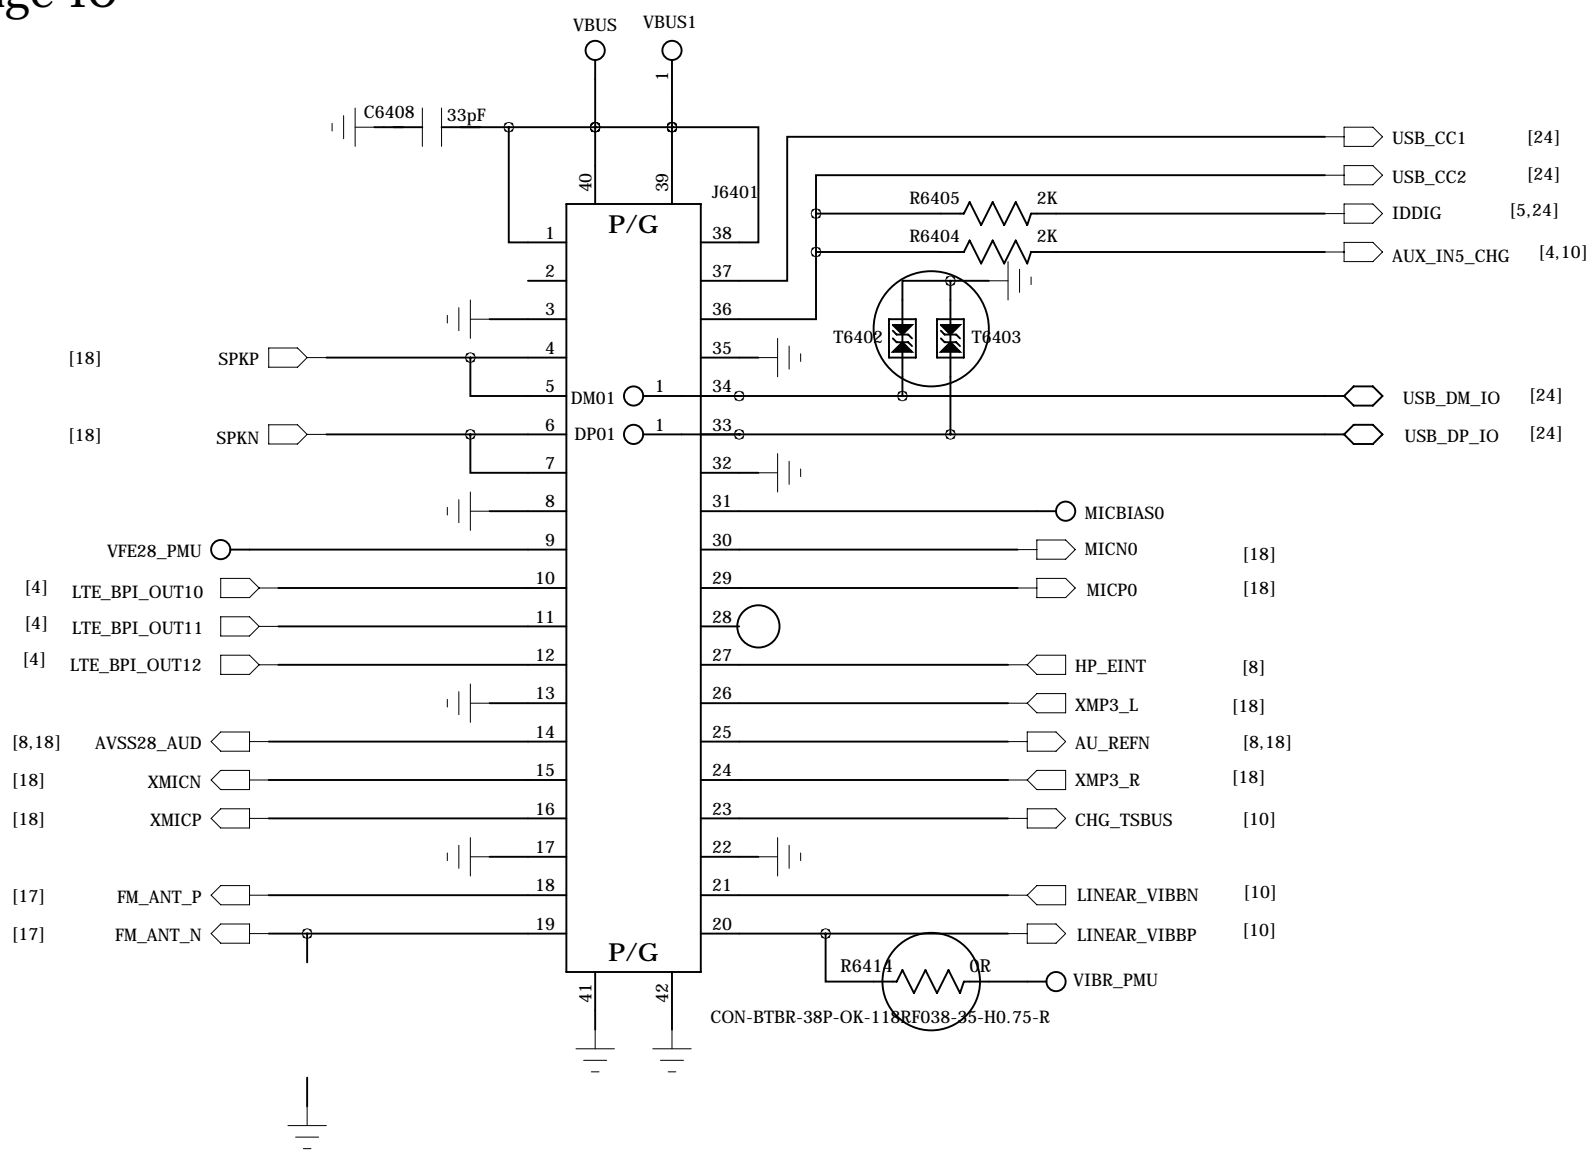 VBUS VBUS1
1
C6408 33pF
40 39 J6401
P/G
USB_CC1 [24]
USB_CC2 [24]
R6405 2K IDDIG [5,24]
R6404 2K AUX_IN5_CHG [4,10]
1 38
2 37
3 36
T6402 T6403
[18] SPKP 4 35
5 DM01 1 34 USB_DM_IO [24]
[18] SPKN 6 DP01 1 33 USB_DP_IO [24]
7 32
8 31 MICBIAS0
VFE28_PMU 9 30 MICN0 [18]
[4] LTE_BPI_OUT10 10 29 MICP0 [18]
[4] LTE_BPI_OUT11 11 28
[4] LTE_BPI_OUT12 12 27 HP_EINT [8]
13 26 XMP3_L [18]
[8,18] AVSS28_AUD 14 25 AU_REFN [8,18]
[18] XMICN 15 24 XMP3_R [18]
[18] XMICP 16 23 CHG_TSBUS [10]
17 22
[17] FM_ANT_P 18 21 LINEAR_VIBBN [10]
[17] FM_ANT_N 19 20 LINEAR_VIBBP [10]
P/G
R6414 0R VIBR_PMU
41 42
CON-BTBR-38P-OK-118RF038-35-H0.75-R